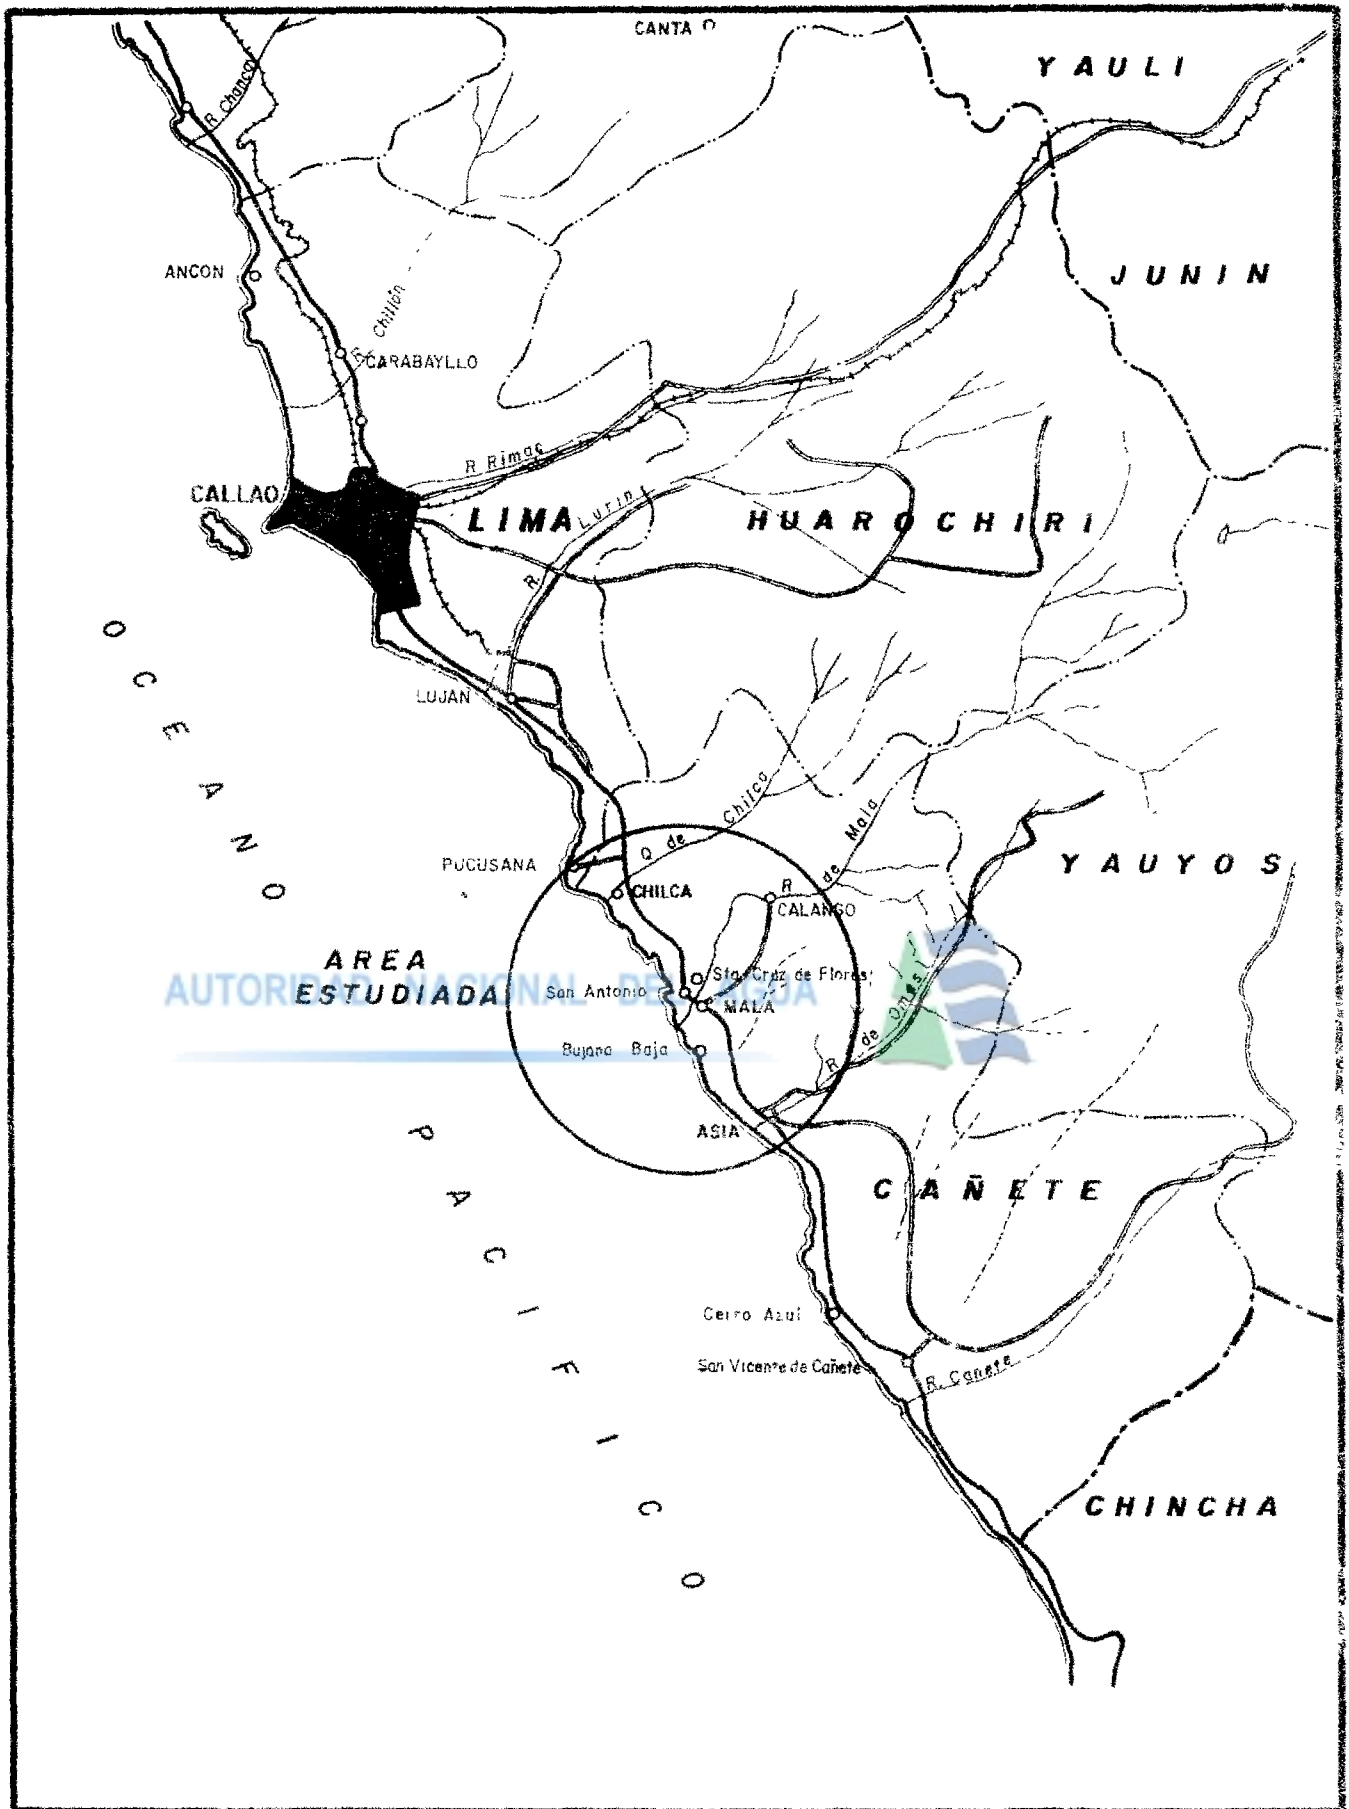 CANTA
YAULI
R Chancay
JUNIN
ANCON
Chillón
CARABAYLLO
R Rimac
CALLAO
LIMA
R. Lurin
HUAROCHIRI
OCEANO PACIFICO
LUJAN
Q de Chilca
R de Mala
PUCUSANA
YAUYOS
CHILCA
CALANGO
AREA
ESTUDIADA
AUTORIDAD NACIONAL DEL AGUA
Sta. Cruz de Flores
San Antonio
MALA
Bujama Baja
R de Omas
ASIA
CAÑETE
Cerro Azul
San Vicente de Cañete
R. Cañete
CHINCHA